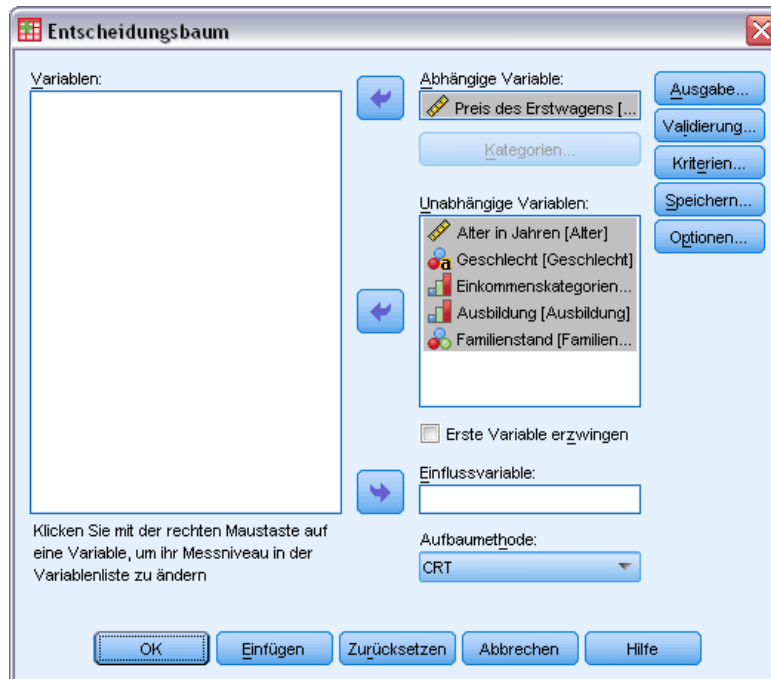 Entscheidungsbaum
Variablen:
Klicken Sie mit der rechten Maustaste auf
eine Variable, um ihr Messniveau in der
Variablenliste zu ändern
Abhängige Variable:
Preis des Erstwagens [...
Kategorien...
Unabhängige Variablen:
Alter in Jahren [Alter]
Geschlecht [Geschlecht]
Einkommenskategorien...
Ausbildung [Ausbildung]
Familienstand [Familien...
Erste Variable erzwingen
Einflussvariable:
Aufbaumethode:
CRT
Ausgabe...
Validierung...
Kriterien...
Speichern...
Optionen...
OK
Einfügen
Zurücksetzen
Abbrechen
Hilfe